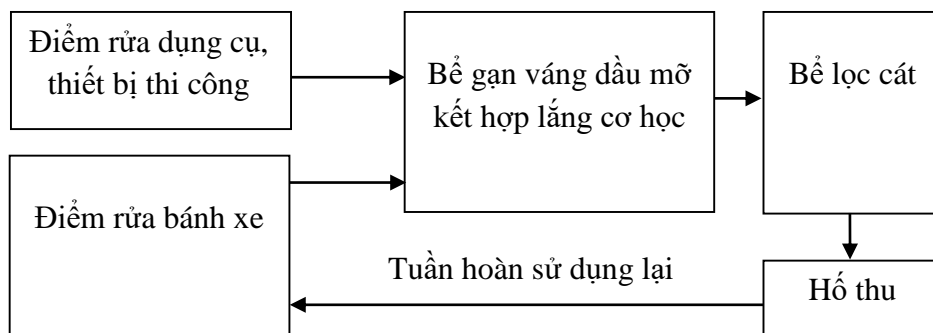 Điểm rửa dụng cụ,
thiết bị thi công
Bể gạn váng dầu mỡ
kết hợp lắng cơ học
Bể lọc cát
Điểm rửa bánh xe
Tuần hoàn sử dụng lại
Hố thu